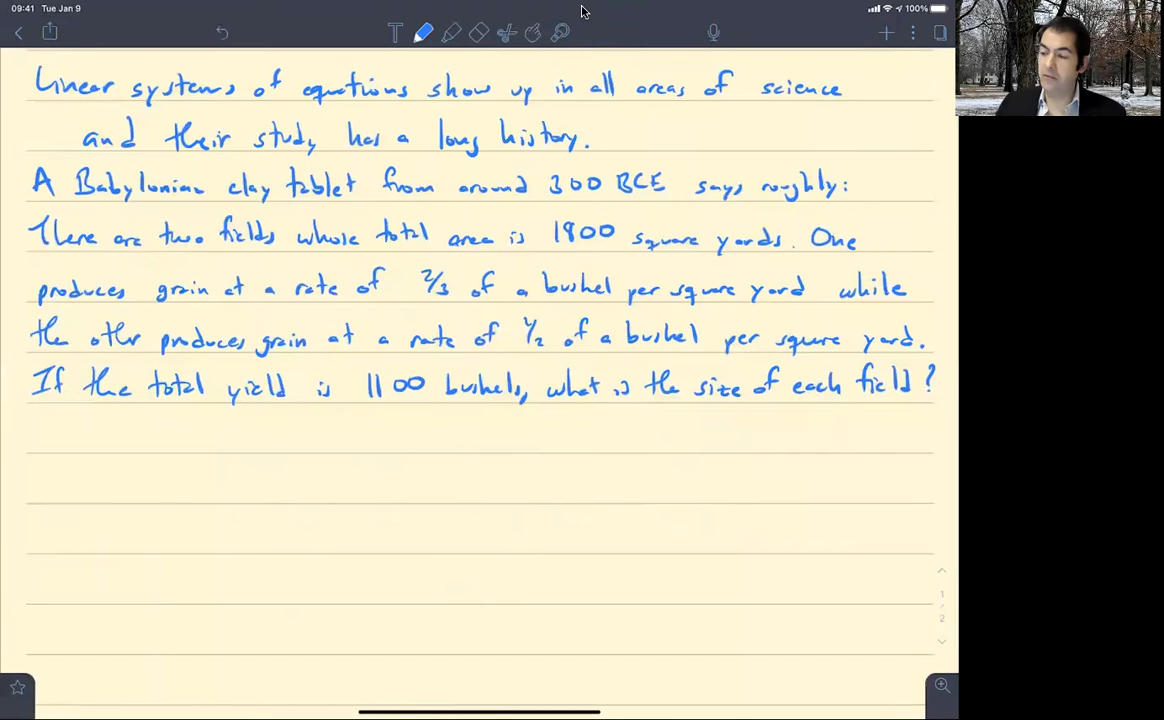 09:41 Tue Jan 9 100%
T
Linear systems of equations show up in all areas of science
and their study has a long history.
A Babylonian clay tablet from around 300 BCE says roughly:
There are two fields whose total area is 1800 square yards. One
produces grain at a rate of 2/3 of a bushel per square yard while
the other produces grain at a rate of 1/2 of a bushel per square yard.
If the total yield is 1100 bushels, what is the size of each field?
1
/
2